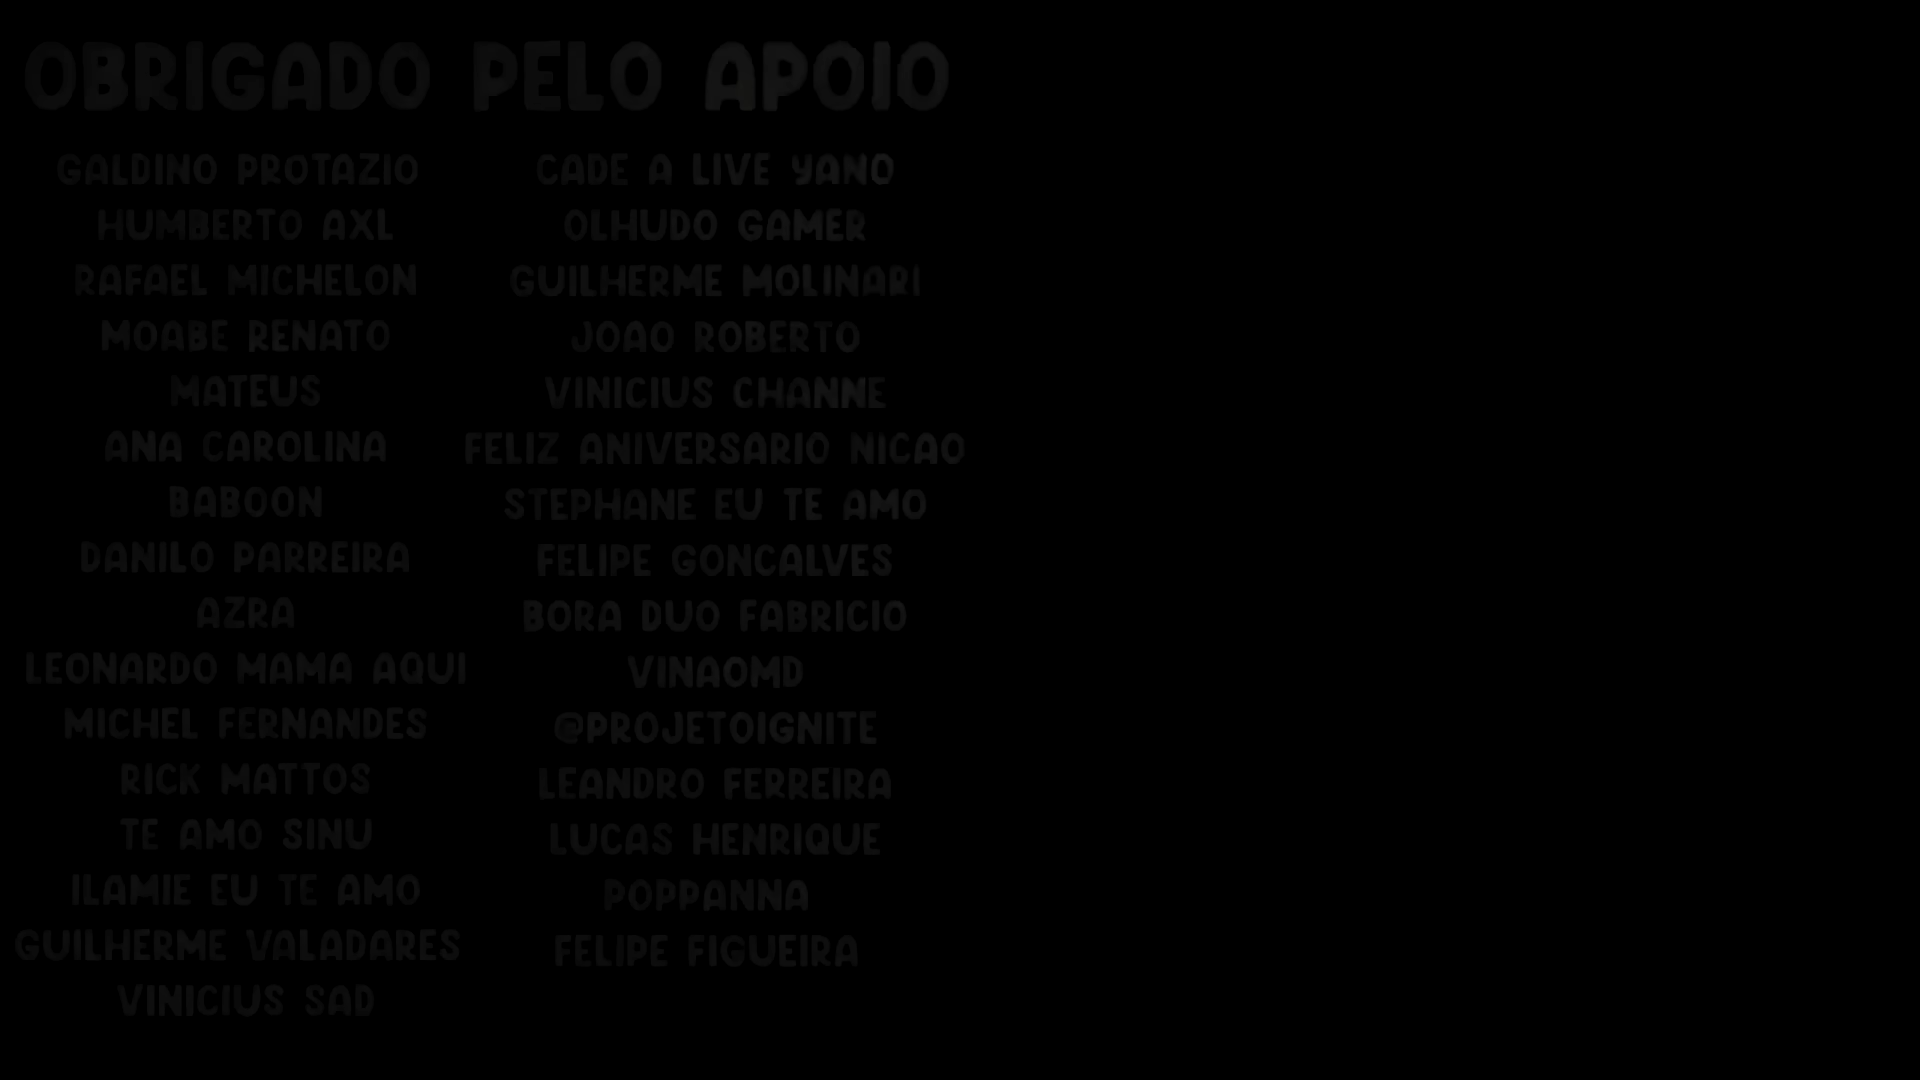 OBRIGADO PELO APOIO
GALDINO PROTAZIO
HUMBERTO AXL
RAFAEL MICHELON
MOABE RENATO
MATEUS
ANA CAROLINA
BABOON
DANILO PARREIRA
AZRA
LEONARDO MAMA AQUI
MICHEL FERNANDES
RICK MATTOS
TE AMO SINU
ILAMIE EU TE AMO
GUILHERME VALADARES
VINICIUS SAD
CADE A LIVE YANO
OLHUDO GAMER
GUILHERME MOLINARI
JOAO ROBERTO
VINICIUS CHANNE
FELIZ ANIVERSARIO NICAO
STEPHANE EU TE AMO
FELIPE GONCALVES
BORA DUO FABRICIO
VINAOMD
@PROJETOIGNITE
LEANDRO FERREIRA
LUCAS HENRIQUE
POPPANNA
FELIPE FIGUEIRA